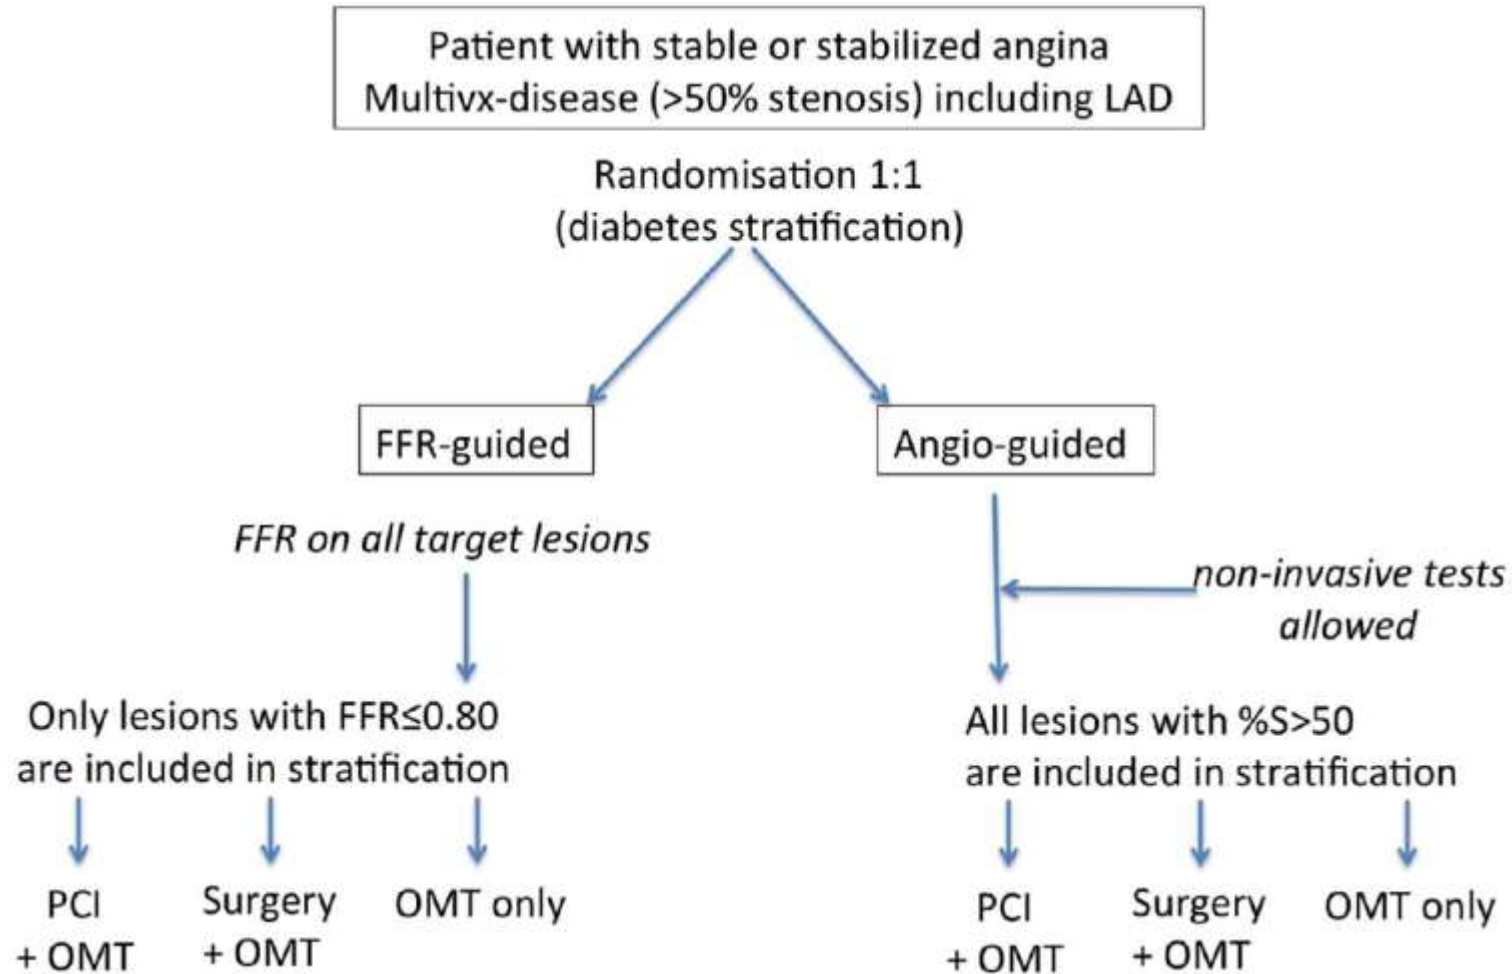 Patient with stable or stabilized angina
Multivx-disease (>50% stenosis) including LAD
Randomisation 1:1
(diabetes stratification)
FFR-guided
Angio-guided
FFR on all target lesions
non-invasive tests
allowed
Only lesions with FFR≤0.80
are included in stratification
All lesions with %S>50
are included in stratification
PCI
+ OMT
Surgery
+ OMT
OMT only
PCI
+ OMT
Surgery
+ OMT
OMT only